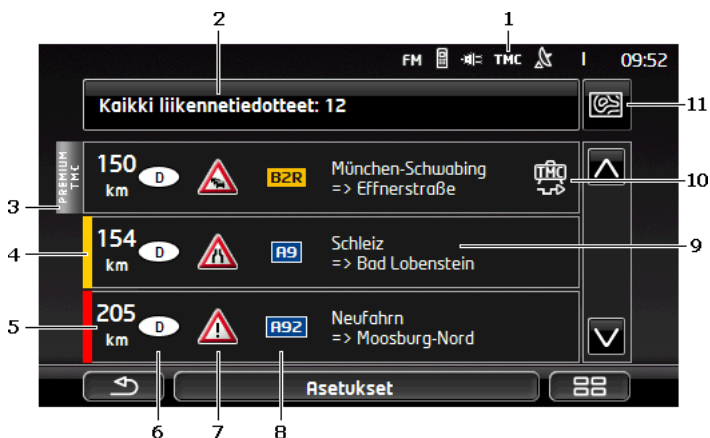 2
1
FM TMC 09:52
Kaikki liikennetiedotteet: 12
11
PREMIUM
TMC
3
150
km
D
B2R
München-Schwabing
=> Effnerstraße
TMC
10
4
154
km
D
A9
Schleiz
=> Bad Lobenstein
9
5
205
km
D
A92
Neufahrn
=> Moosburg-Nord
Asetukset
6
7
8